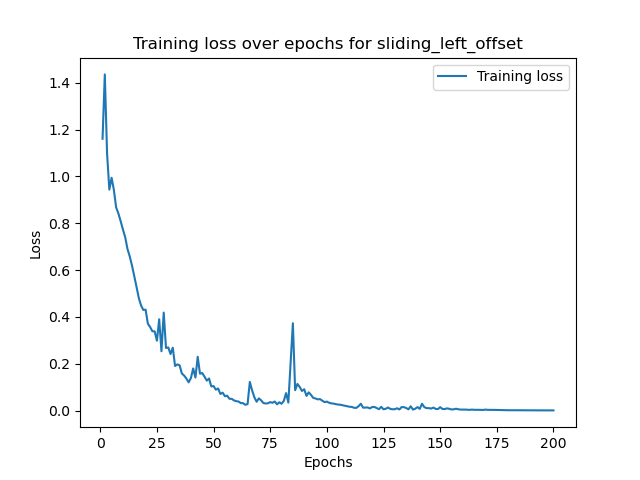 Training loss over epochs for sliding_left_offset
Training loss
1.4
1.2
1.0
0.8
0.6
0.4
0.2
0.0
Loss
0 25 50 75 100 125 150 175 200
Epochs